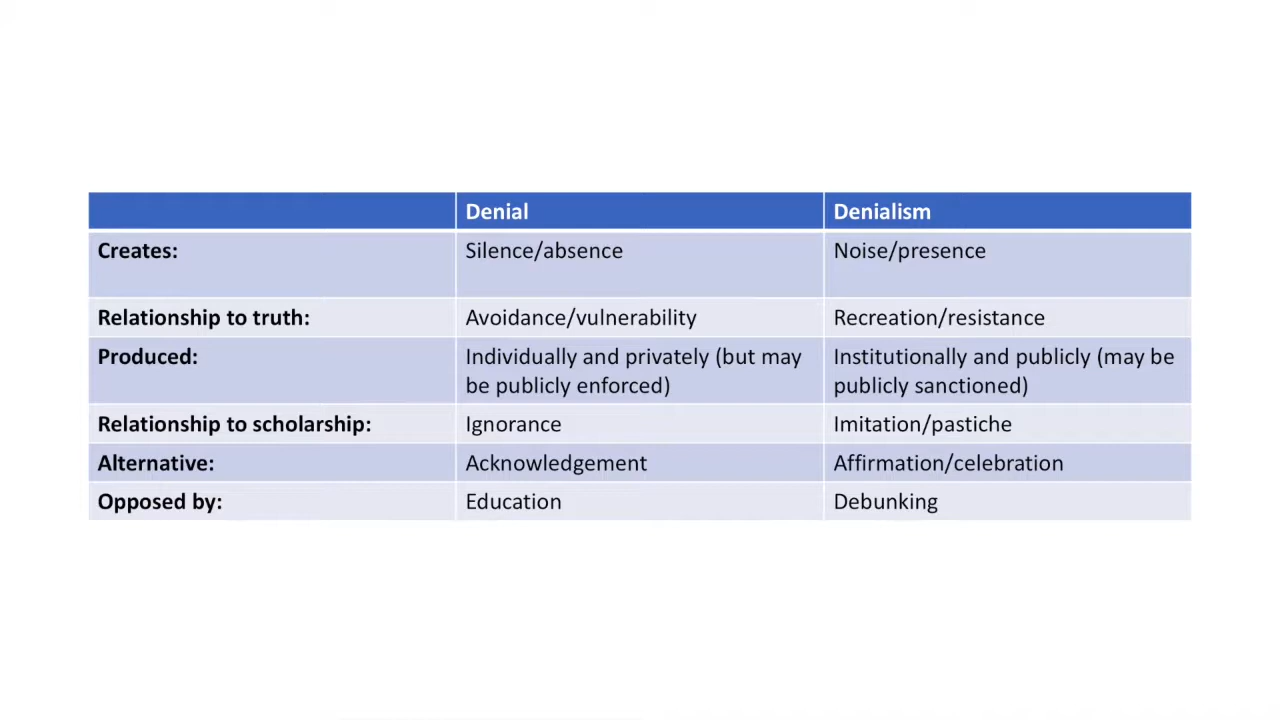 Denial Denialism
Creates: Silence/absence Noise/presence
Relationship to truth: Avoidance/vulnerability Recreation/resistance
Produced: Individually and privately (but may Institutionally and publicly (may be
be publicly enforced) publicly sanctioned)
Relationship to scholarship: Ignorance Imitation/pastiche
Alternative: Acknowledgement Affirmation/celebration
Opposed by: Education Debunking